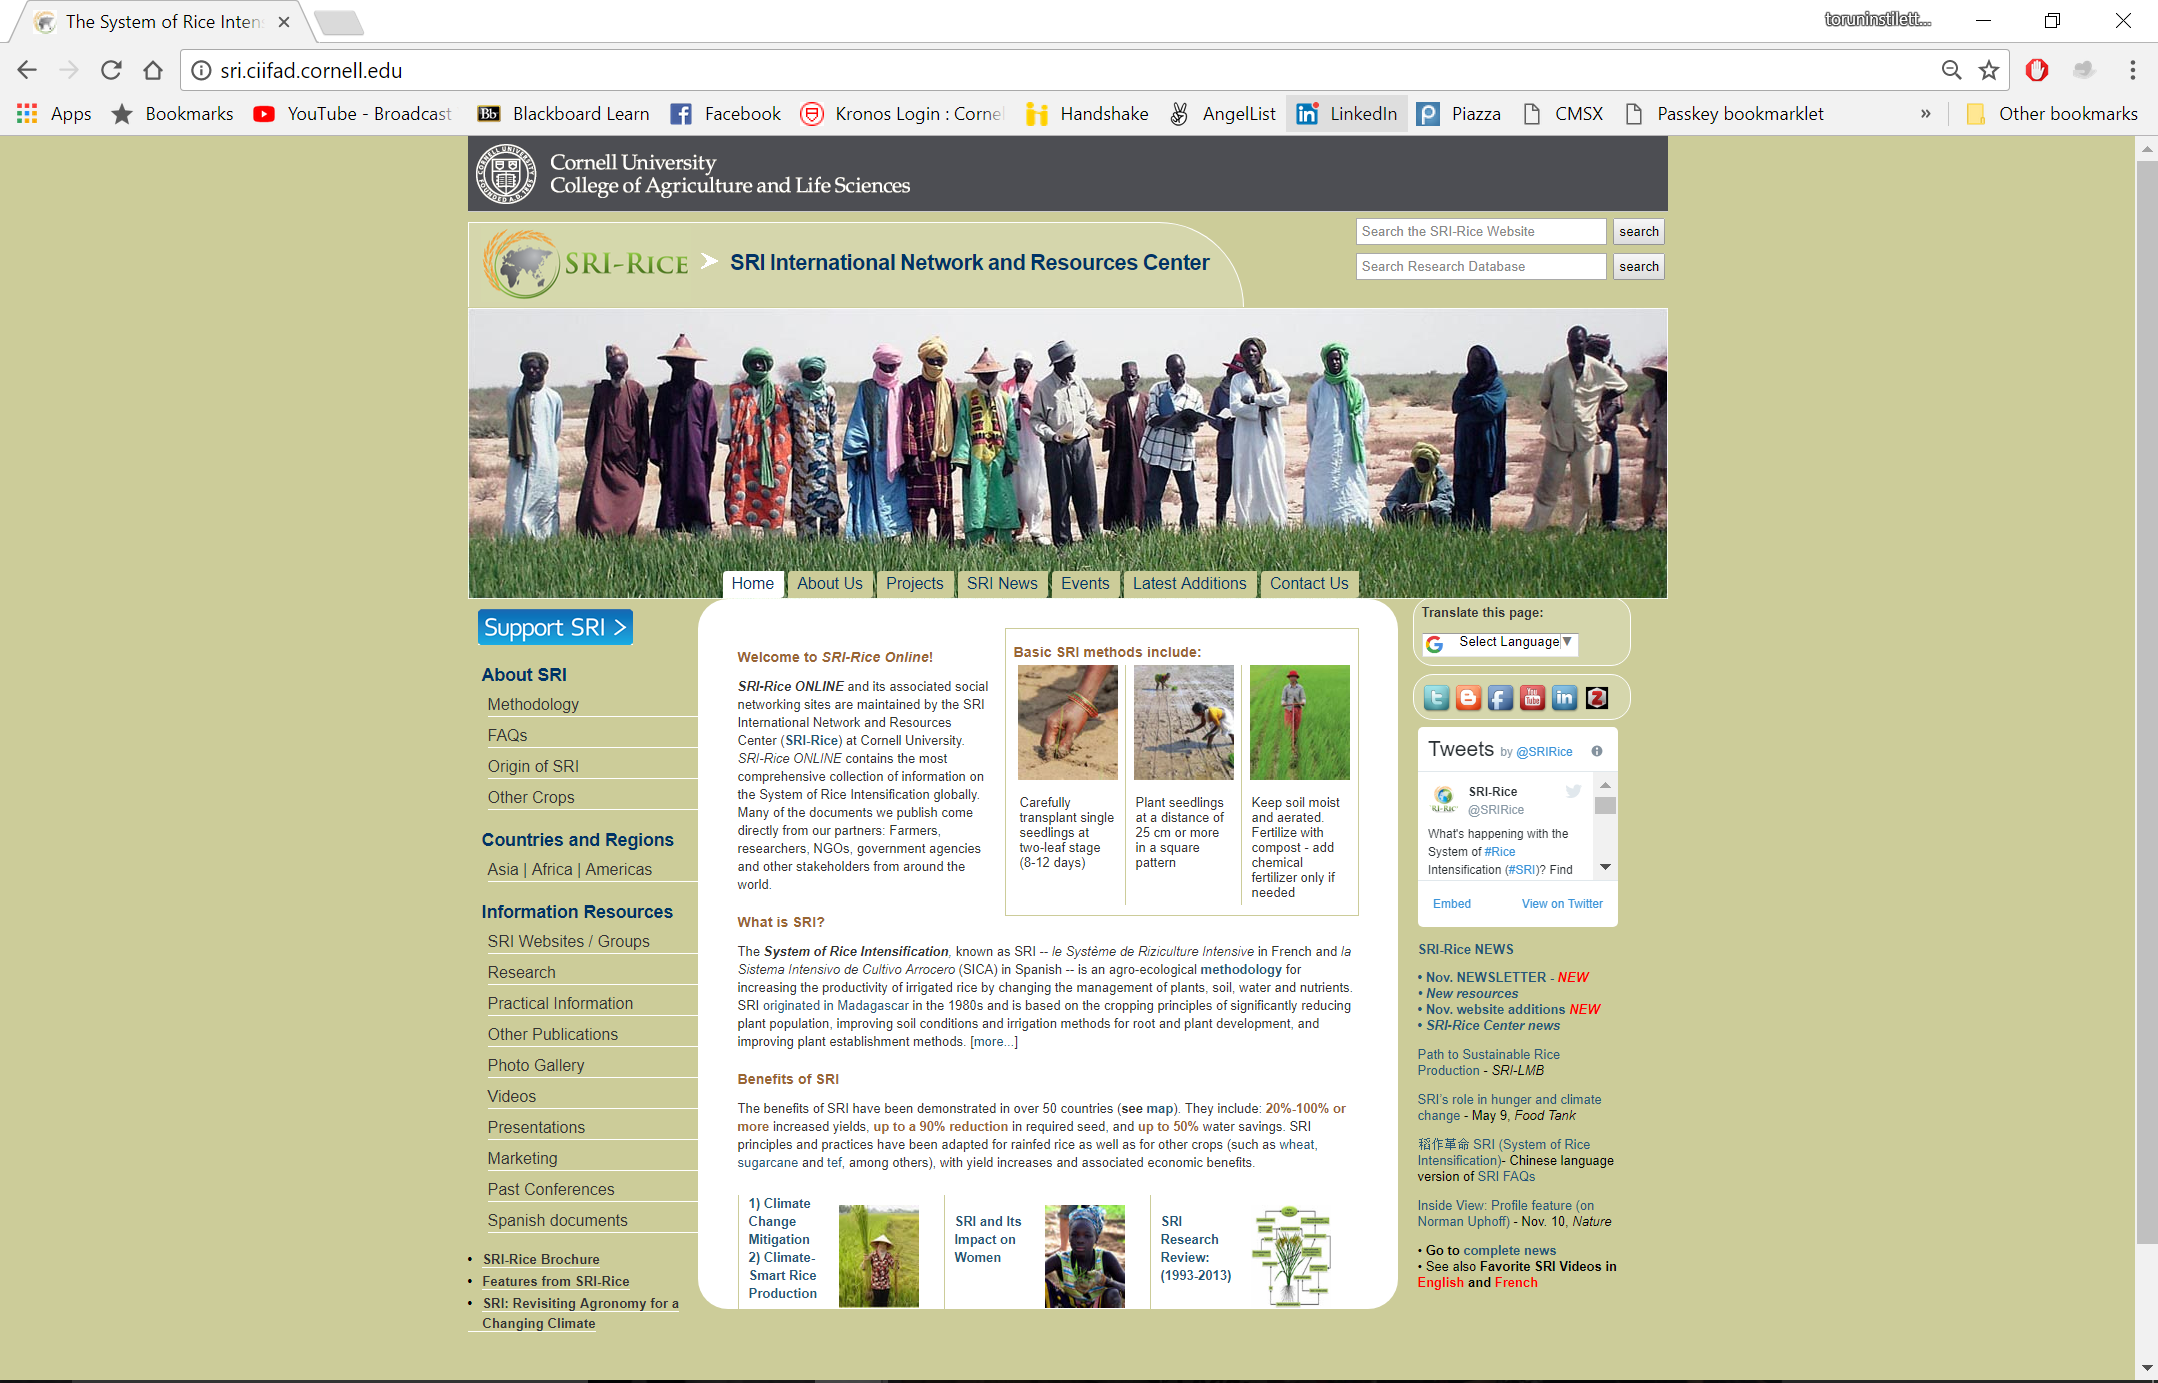 The System of Rice Inten
toruninstilett...
sri.ciifad.cornell.edu
Apps
Bookmarks
YouTube - Broadcast
Blackboard Learn
Facebook
Kronos Login : Cornel
Handshake
AngelList
LinkedIn
Piazza
CMSX
Passkey bookmarklet
»
Other bookmarks
Cornell University
College of Agriculture and Life Sciences
SRI-RICE
SRI International Network and Resources Center
Search the SRI-Rice Website
search
Search Research Database
search
Home
About Us
Projects
SRI News
Events
Latest Additions
Contact Us
Support SRI >
About SRI
Methodology
FAQs
Origin of SRI
Other Crops
Countries and Regions
Asia | Africa | Americas
Information Resources
SRI Websites / Groups
Research
Practical Information
Other Publications
Photo Gallery
Videos
Presentations
Marketing
Past Conferences
Spanish documents
• SRI-Rice Brochure
• Features from SRI-Rice
• SRI: Revisiting Agronomy for a
Changing Climate
Welcome to SRI-Rice Online!
SRI-Rice ONLINE and its associated social
networking sites are maintained by the SRI
International Network and Resources
Center (SRI-Rice) at Cornell University.
SRI-Rice ONLINE contains the most
comprehensive collection of information on
the System of Rice Intensification globally.
Many of the documents we publish come
directly from our partners: Farmers,
researchers, NGOs, government agencies
and other stakeholders from around the
world.
Basic SRI methods include:
Carefully
transplant single
seedlings at
two-leaf stage
(8-12 days)
Plant seedlings
at a distance of
25 cm or more
in a square
pattern
Keep soil moist
and aerated.
Fertilize with
compost - add
chemical
fertilizer only if
needed
What is SRI?
The System of Rice Intensification, known as SRI -- le Système de Riziculture Intensive in French and la
Sistema Intensivo de Cultivo Arrocero (SICA) in Spanish -- is an agro-ecological methodology for
increasing the productivity of irrigated rice by changing the management of plants, soil, water and nutrients.
SRI originated in Madagascar in the 1980s and is based on the cropping principles of significantly reducing
plant population, improving soil conditions and irrigation methods for root and plant development, and
improving plant establishment methods. [more...]
Benefits of SRI
The benefits of SRI have been demonstrated in over 50 countries (see map). They include: 20%-100% or
more increased yields, up to a 90% reduction in required seed, and up to 50% water savings. SRI
principles and practices have been adapted for rainfed rice as well as for other crops (such as wheat,
sugarcane and tef, among others), with yield increases and associated economic benefits.
1) Climate
Change
Mitigation
2) Climate-
Smart Rice
Production
SRI and Its
Impact on
Women
SRI
Research
Review:
(1993-2013)
Translate this page:
Select Language
Tweets by @SRIRice
SRI-Rice
@SRIRice
What's happening with the
System of #Rice
Intensification (#SRI)? Find
Embed
View on Twitter
SRI-Rice NEWS
• Nov. NEWSLETTER - NEW
• New resources
• Nov. website additions NEW
• SRI-Rice Center news
Path to Sustainable Rice
Production - SRI-LMB
SRI's role in hunger and climate
change - May 9, Food Tank
稻作革命 SRI (System of Rice
Intensification)- Chinese language
version of SRI FAQs
Inside View: Profile feature (on
Norman Uphoff) - Nov. 10, Nature
• Go to complete news
• See also Favorite SRI Videos in
English and French